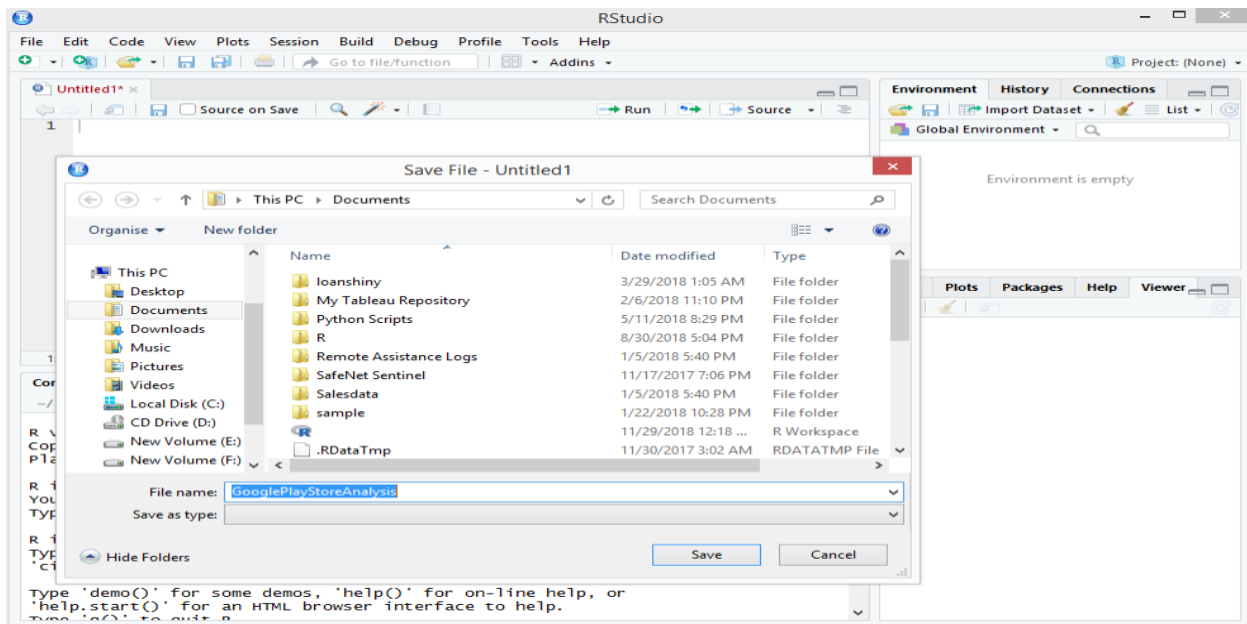 RStudio
File Edit Code View Plots Session Build Debug Profile Tools Help
Go to file/function Addins Project: (None)
Untitled1*
Source on Save Run Source
1
Environment History Connections
Import Dataset List
Global Environment
Environment is empty
Save File - Untitled1
This PC Documents Search Documents
Organise New folder
Name Date modified Type
This PC
Desktop
Documents
Downloads
Music
Pictures
Videos
Local Disk (C:)
CD Drive (D:)
New Volume (E:)
New Volume (F:)
loanshiny 3/29/2018 1:05 AM File folder
My Tableau Repository 2/6/2018 11:10 PM File folder
Python Scripts 5/11/2018 8:29 PM File folder
R 8/30/2018 5:04 PM File folder
Remote Assistance Logs 1/5/2018 5:40 PM File folder
SafeNet Sentinel 11/17/2017 7:06 PM File folder
Salesdata 1/5/2018 5:40 PM File folder
sample 1/22/2018 10:28 PM File folder
11/29/2018 12:18 ... R Workspace
.RDataTmp 11/30/2017 3:02 AM RDATATMP File
File name: GooglePlayStoreAnalysis
Save as type:
Hide Folders Save Cancel
Plots Packages Help Viewer
Type 'demo()' for some demos, 'help()' for on-line help, or
'help.start()' for an HTML browser interface to help.
Type 'q()' to quit R.